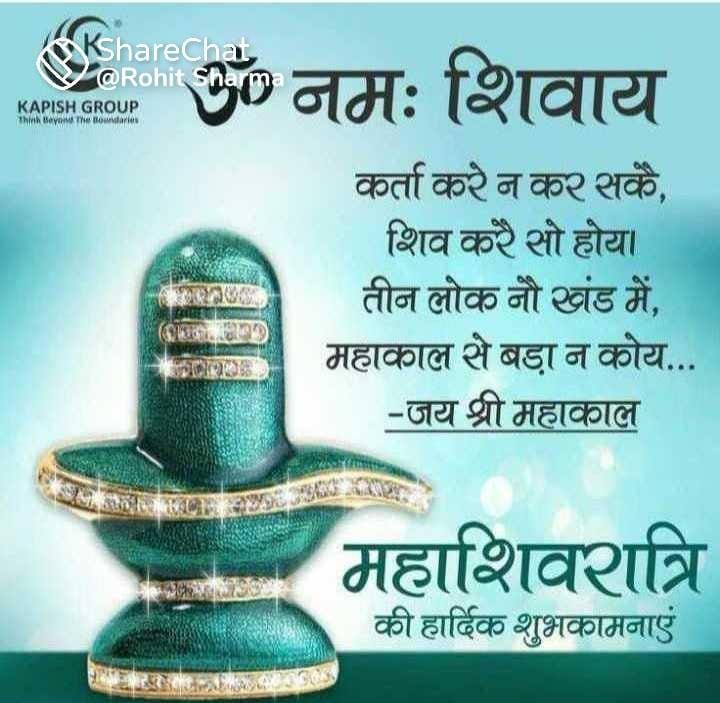 ShareChat
@Rohit Sharma
KAPISH GROUP
Think Beyond The Boundaries
ॐ नमः शिवाय
कर्ता करे न कर सकै,
शिव करै सो होय।
तीन लोक नौ खंड में,
महाकाल से बड़ा न कोय...
-जय श्री महाकाल
महाशिवरात्रि
की हार्दिक शुभकामनाएं